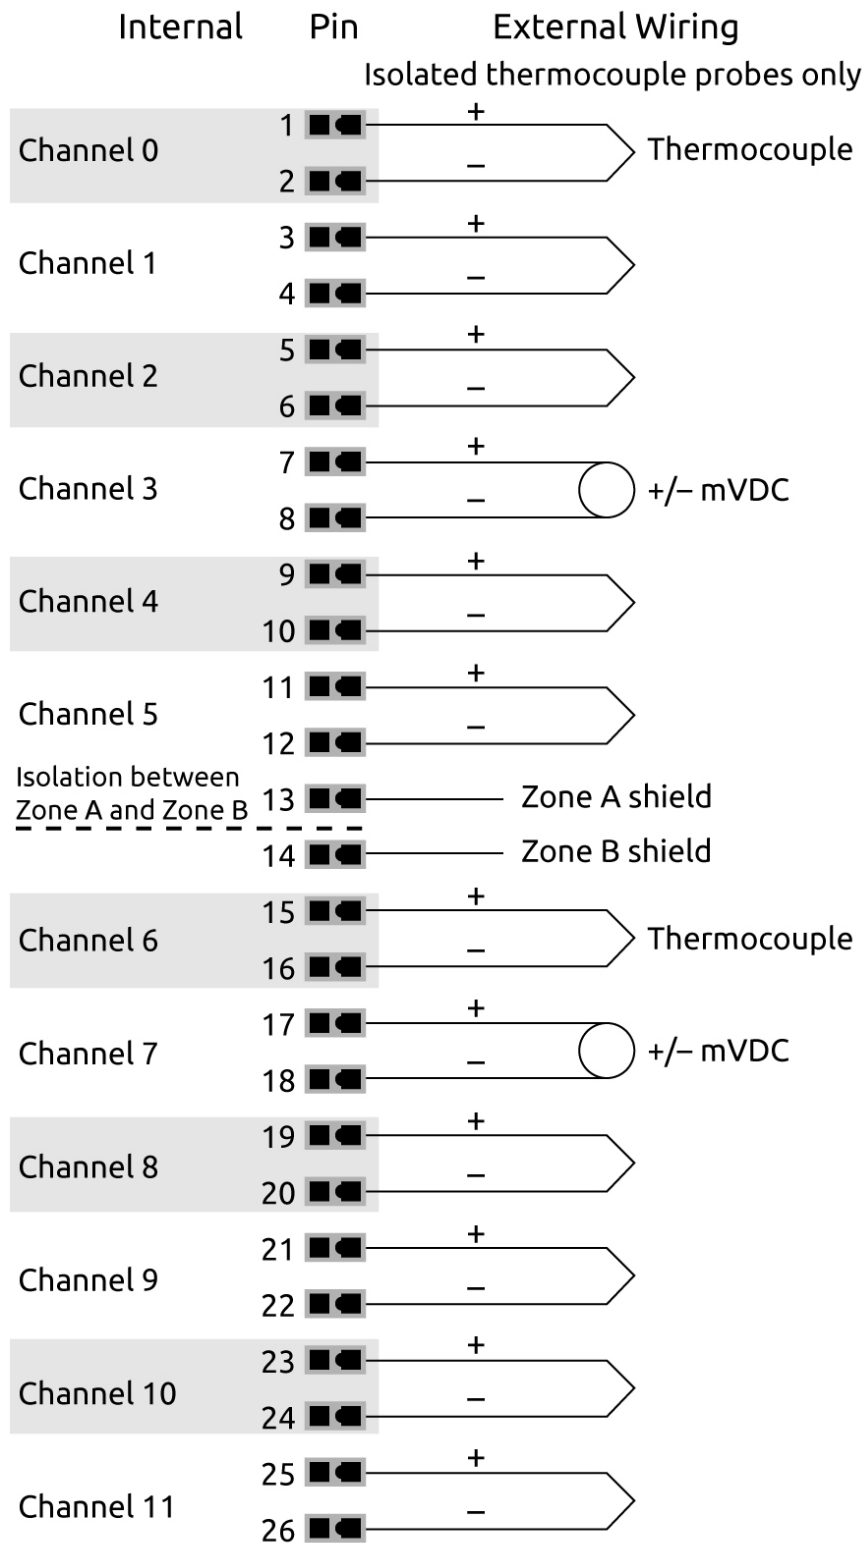 Internal Pin External Wiring
Isolated thermocouple probes only
+
1
Channel 0
Thermocouple
–
2
+
3
Channel 1
–
4
+
5
Channel 2
–
6
+
7
Channel 3
+/– mVDC
–
8
+
9
Channel 4
–
10
+
11
Channel 5
–
12
Isolation between
Zone A and Zone B
13 Zone A shield
14 Zone B shield
+
15
Channel 6
Thermocouple
–
16
+
17
Channel 7
+/– mVDC
–
18
+
19
Channel 8
–
20
+
21
Channel 9
–
22
+
23
Channel 10
–
24
+
25
Channel 11
–
26